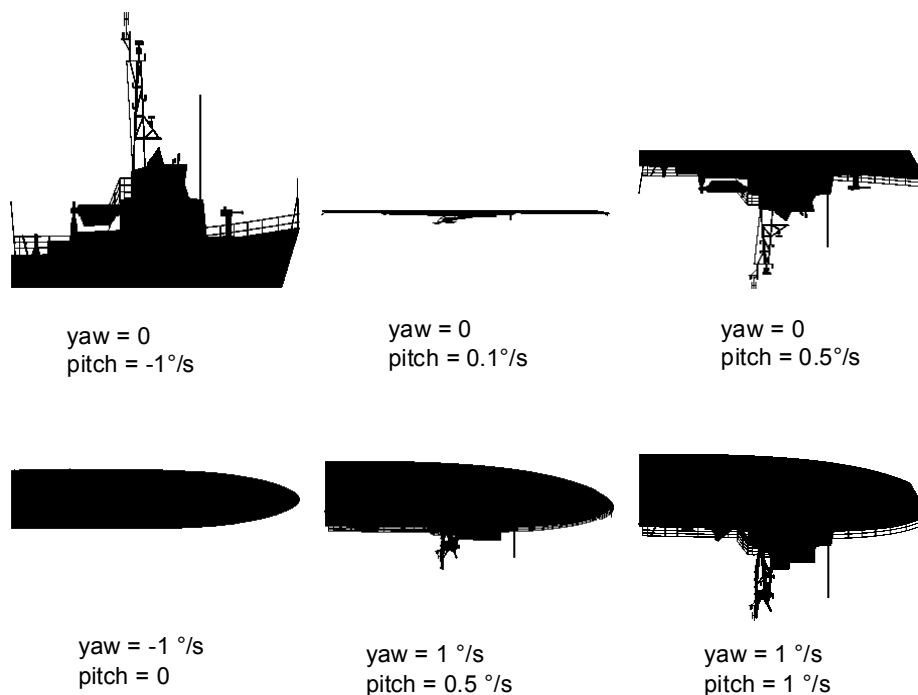 yaw = 0
pitch = -1°/s
yaw = 0
pitch = 0.1°/s
yaw = 0
pitch = 0.5°/s
yaw = -1 °/s
pitch = 0
yaw = 1 °/s
pitch = 0.5 °/s
yaw = 1 °/s
pitch = 1 °/s